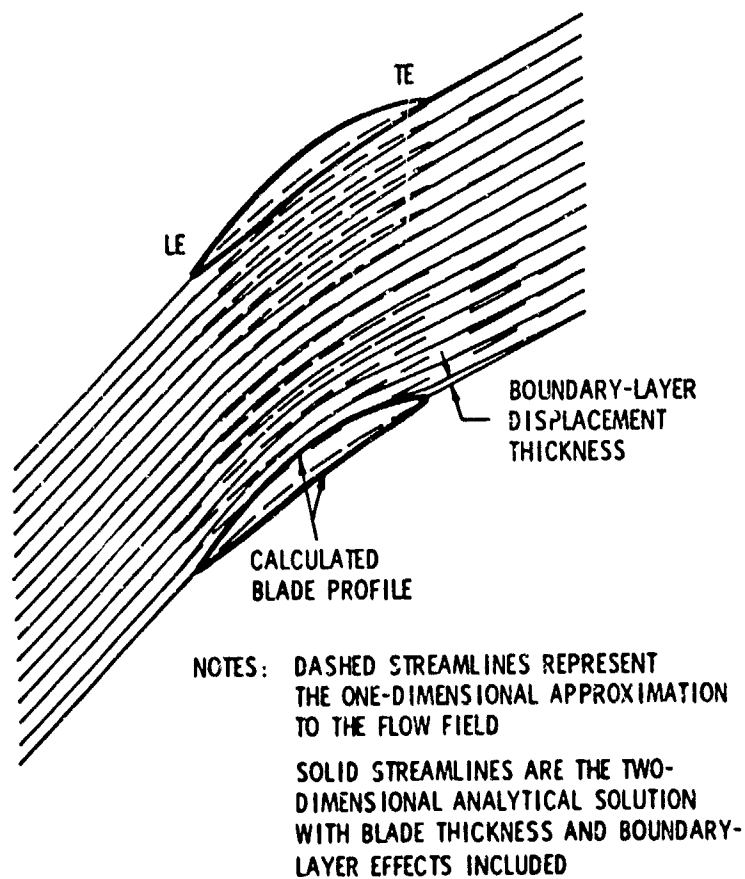 TE
LE
BOUNDARY-LAYER
DISPLACEMENT
THICKNESS
CALCULATED
BLADE PROFILE
NOTES: DASHED STREAMLINES REPRESENT
THE ONE-DIMENSIONAL APPROXIMATION
TO THE FLOW FIELD
SOLID STREAMLINES ARE THE TWO-
DIMENSIONAL ANALYTICAL SOLUTION
WITH BLADE THICKNESS AND BOUNDARY-
LAYER EFFECTS INCLUDED